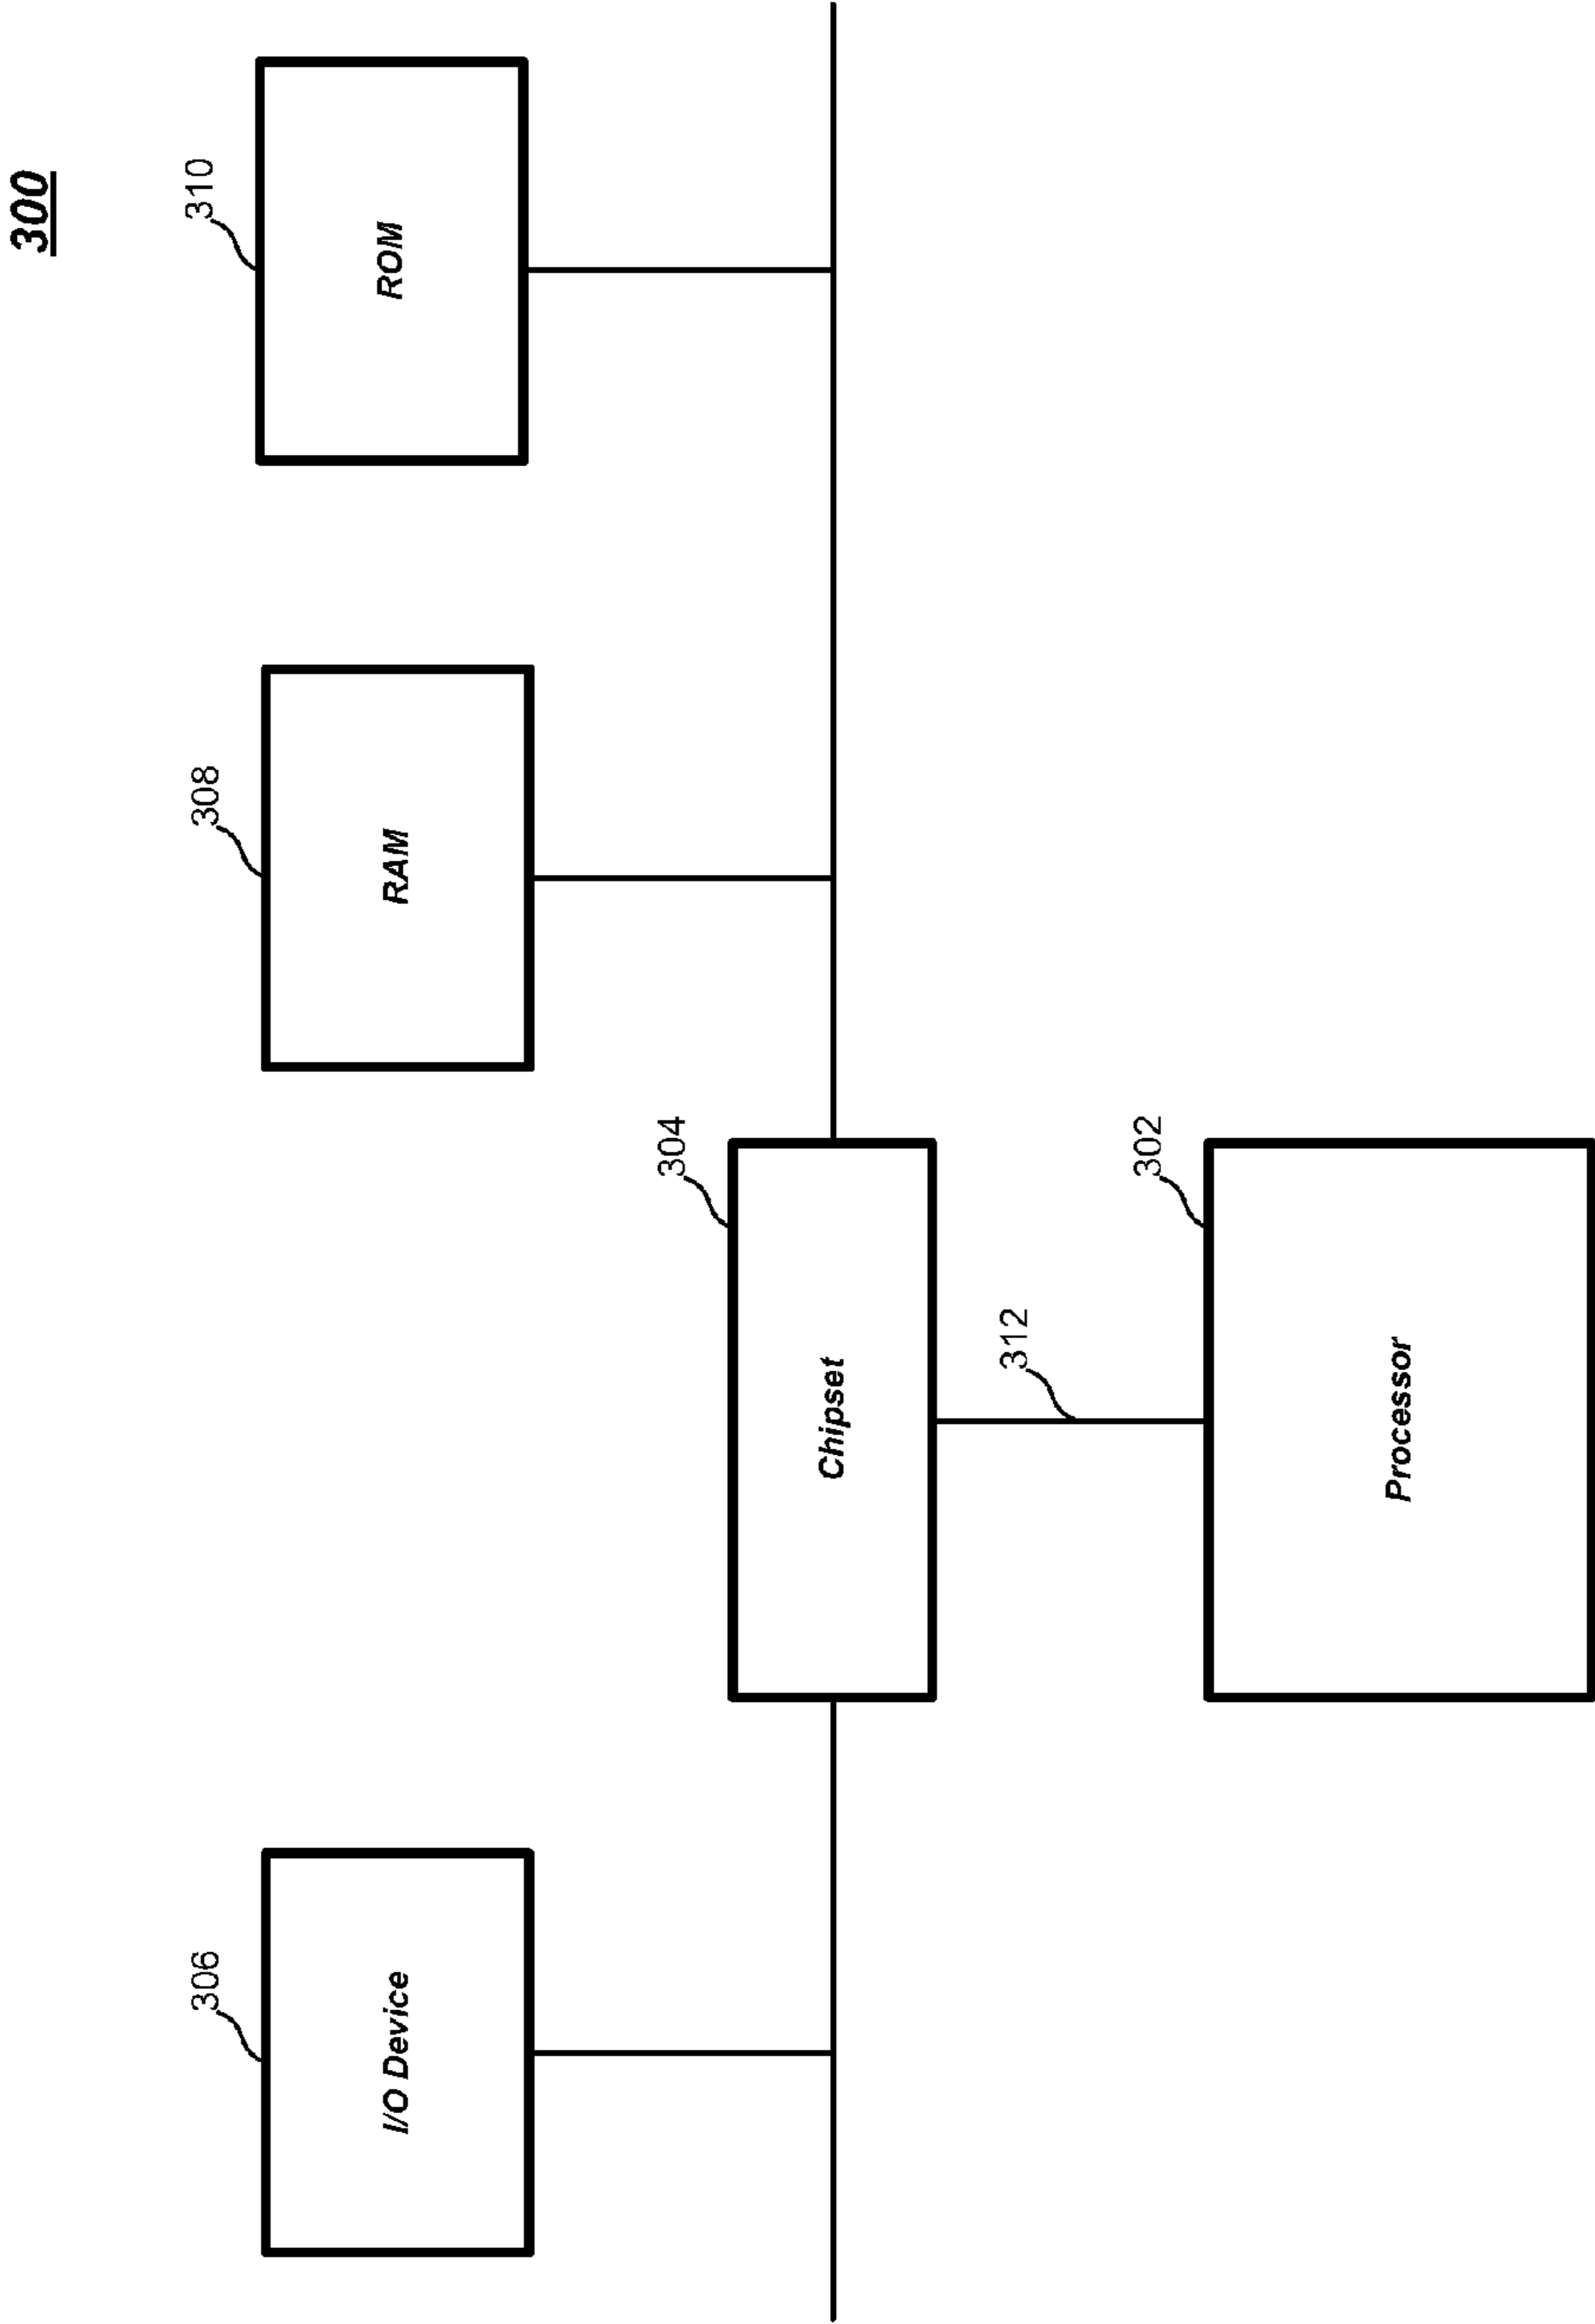 300
306
308
310
I/O Device
RAM
ROM
304
Chipset
312
302
Processor